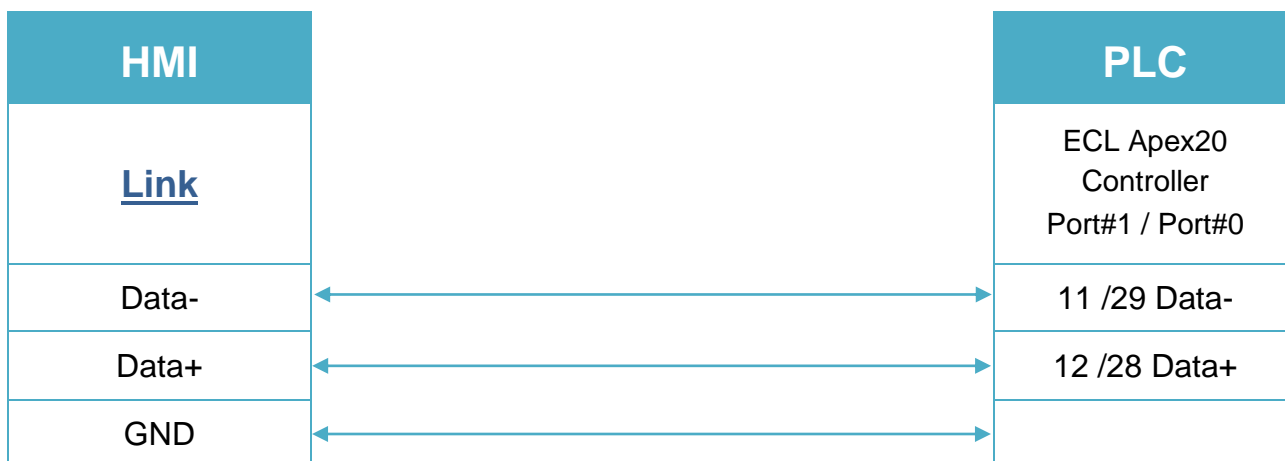 HMI
PLC
Link
ECL Apex20
Controller
Port#1 / Port#0
Data-
11 /29 Data-
Data+
12 /28 Data+
GND